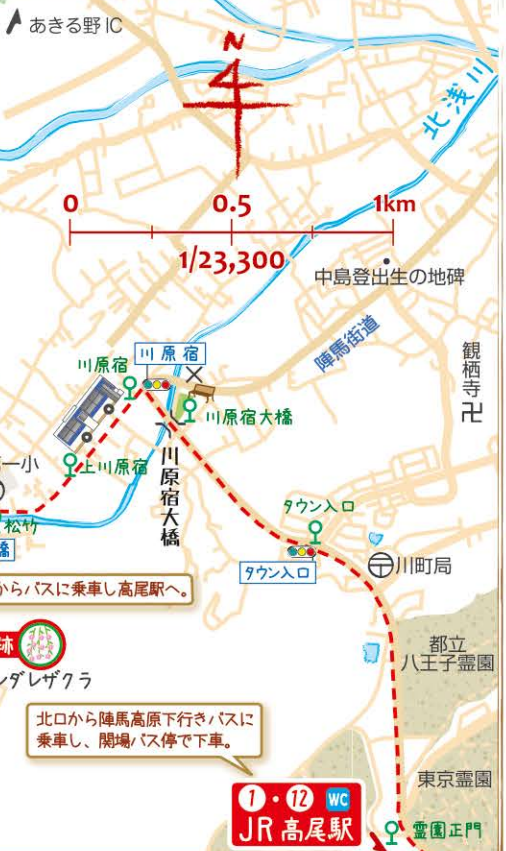 あきる野IC
N
北浅川
0 0.5 1km
1/23,300
中島登出生の地碑
陣馬街道
観栖寺
川原宿
川原宿
川原宿大橋
上川原宿
川原宿大橋
一小
松竹
橋
タウン入口
タウン入口
川町局
からバスに乗車し高尾駅へ。
跡
ダレザクラ
都立
八王子霊園
北口から陣馬高原下行きバスに
乗車し、関場バス停で下車。
東京霊園
1・12 WC
JR高尾駅
霊園正門